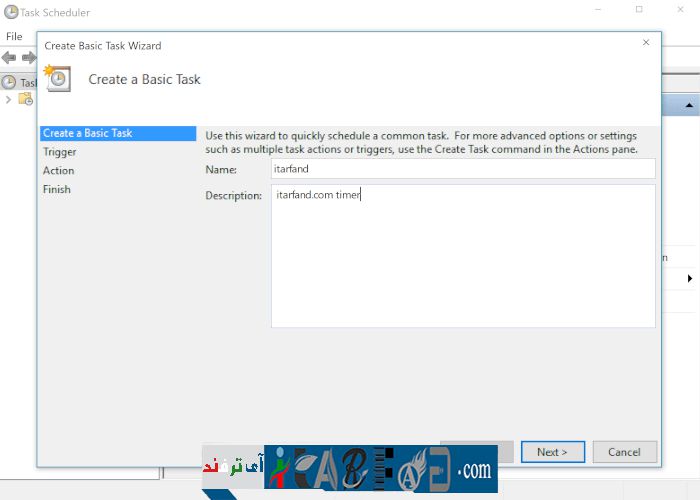 Task Scheduler
File
Create Basic Task Wizard
Create a Basic Task
Create a Basic Task
Trigger
Action
Finish
Use this wizard to quickly schedule a common task. For more advanced options or settings
such as multiple task actions or triggers, use the Create Task command in the Actions pane.
Name:
itarfand
Description:
itarfand.com timer
Next >
Cancel
آی ترفند
.com